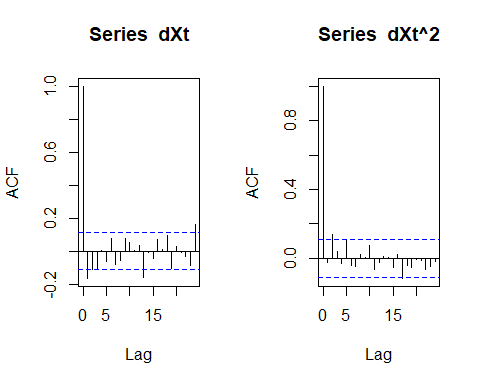 Series dXt
ACF
-0.2 0.2 0.6 1.0
0 5 15
Lag
Series dXt^2
ACF
0.0 0.4 0.8
0 5 15
Lag